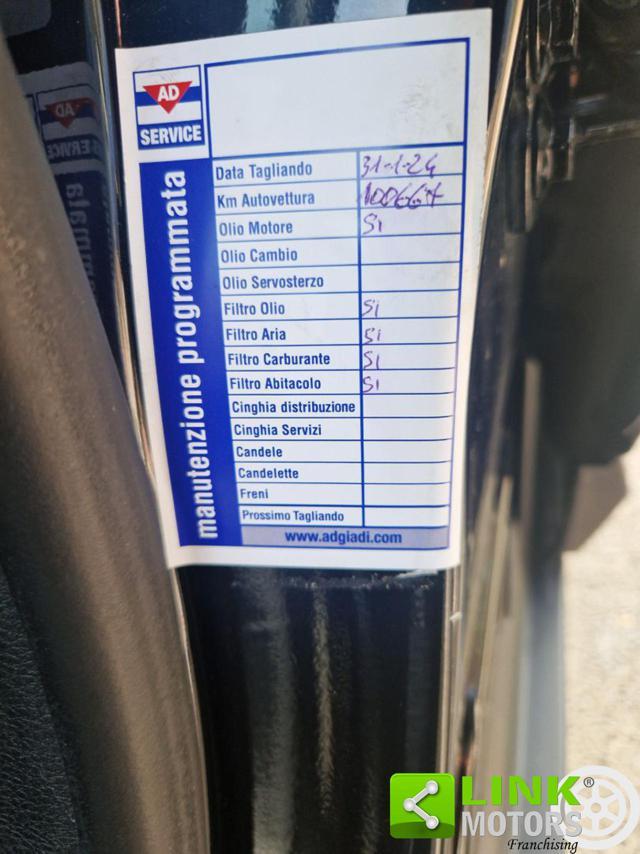 AD
SERVICE
manutenzione programmata
Data Tagliando 31-1-24
Km Autovettura 100667
Olio Motore Si
Olio Cambio
Olio Servosterzo
Filtro Olio Si
Filtro Aria Si
Filtro Carburante Si
Filtro Abitacolo Si
Cinghia distribuzione
Cinghia Servizi
Candele
Candelette
Freni
Prossimo Tagliando
www.adgiadi.com
LINK®
MOTORS
Franchising